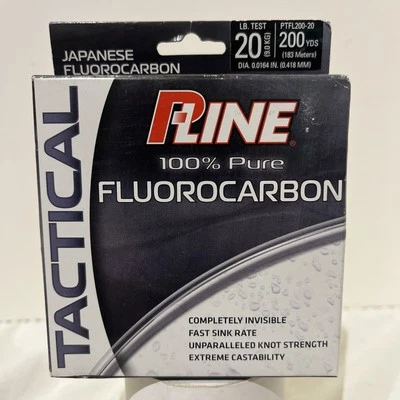 JAPANESE
FLUOROCARBON
LB. TEST
20 (9.0 KG)
DIA. 0.0164 IN. (0.418 MM)
PTFL200-20
200 YDS
(183 Meters)
P-LINE®
100% Pure
FLUOROCARBON
TACTICAL
COMPLETELY INVISIBLE
FAST SINK RATE
UNPARALLELED KNOT STRENGTH
EXTREME CASTABILITY